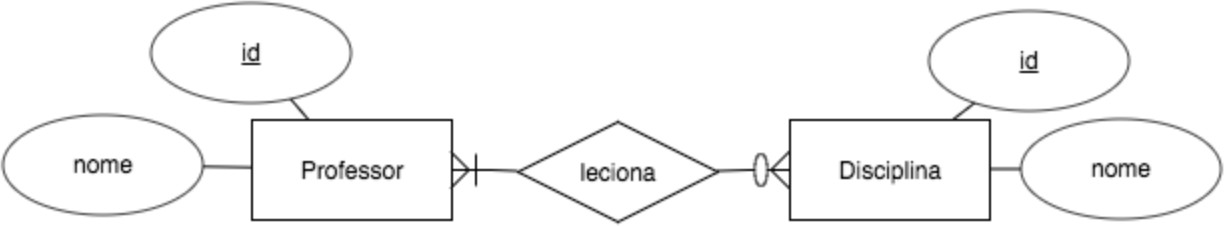 id
id
nome
Professor
leciona
Disciplina
nome